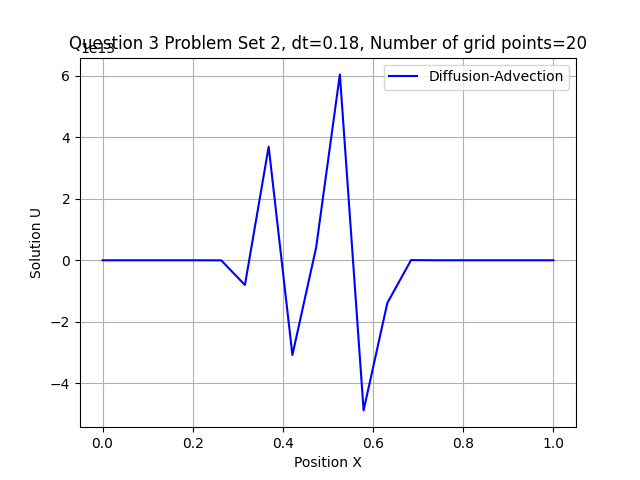 Question 3 Problem Set 2, dt=0.18, Number of grid points=20
1e13
Diffusion-Advection
6
4
2
0
−2
−4
Solution U
0.0 0.2 0.4 0.6 0.8 1.0
Position X